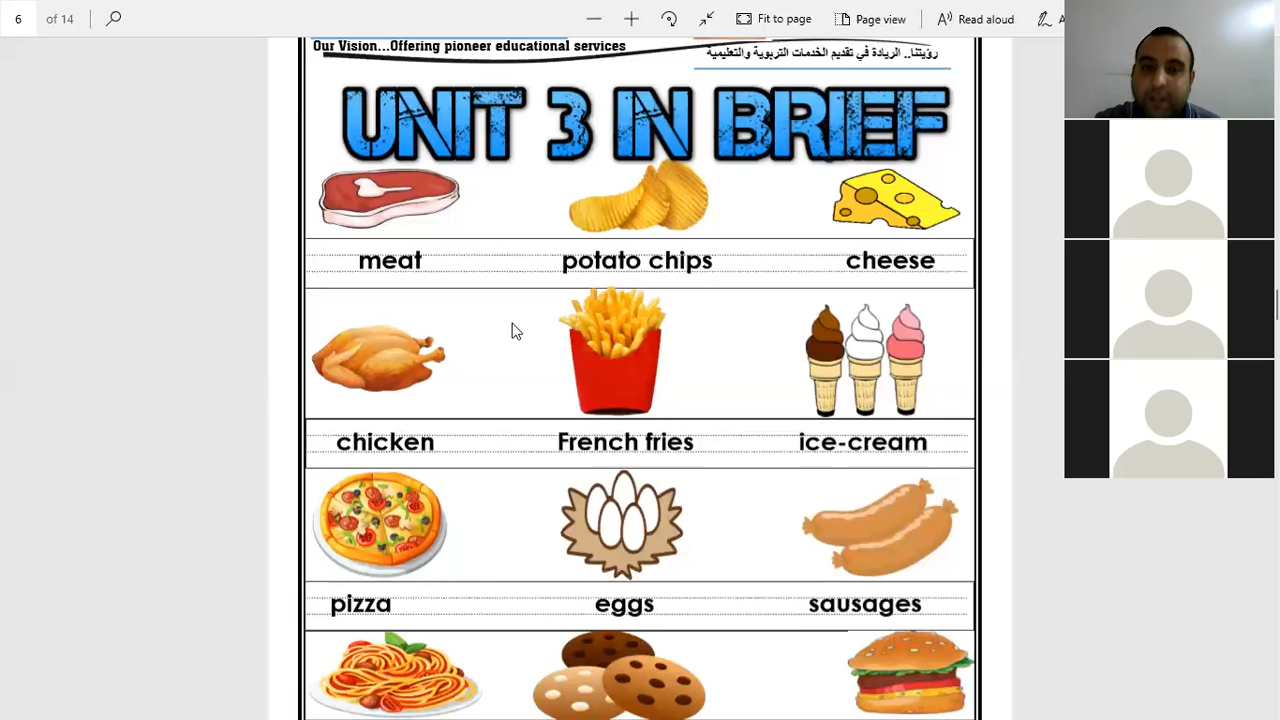 6 of 14 Fit to page Page view Read aloud
Our Vision...Offering pioneer educational services
رؤيتنا.. الريادة في تقديم الخدمات التربوية والتعليمية
UNIT 3 IN BRIEF
meat potato chips cheese
chicken French fries ice-cream
pizza eggs sausages